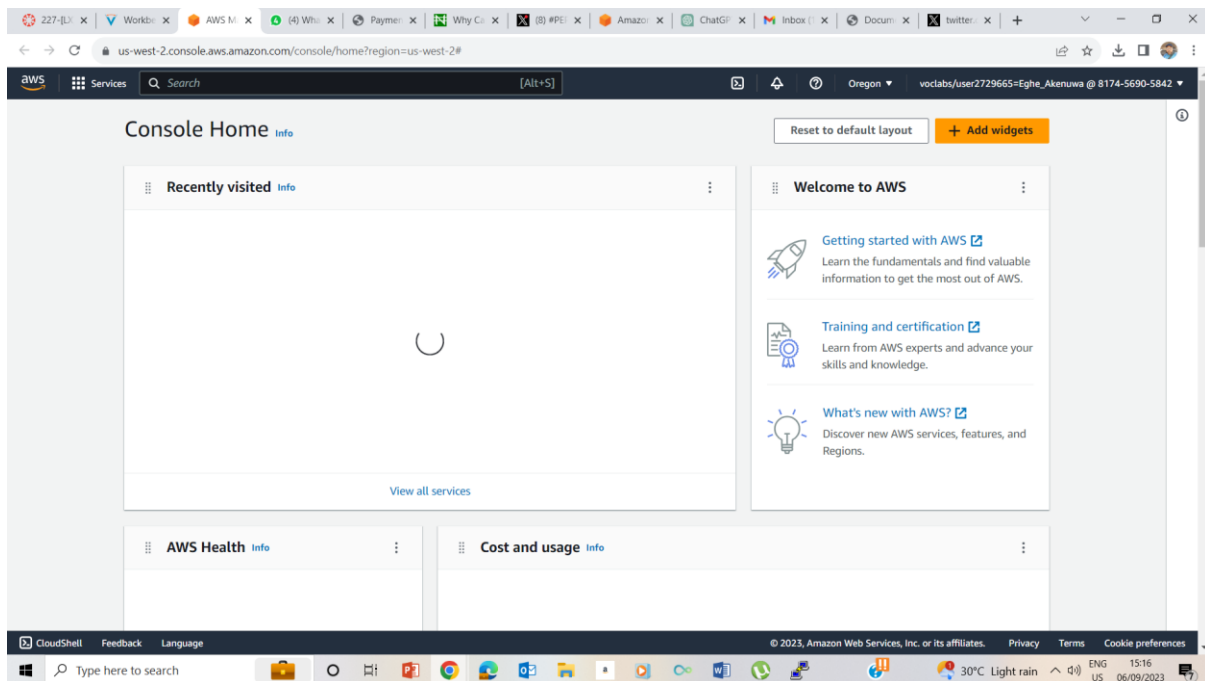 227-[LX
Workbe
AWS M
(4) Wha
Paymen
Why Ca
(8) #PEF
Amazon
ChatGP
Inbox (1
Docum
twitter.
us-west-2.console.aws.amazon.com/console/home?region=us-west-2#
aws
Services
Search
[Alt+S]
Oregon
voclabs/user2729665=Eghe_Akenuwa @ 8174-5690-5842
Console Home Info
Reset to default layout
Add widgets
Recently visited Info
View all services
Welcome to AWS
Getting started with AWS
Learn the fundamentals and find valuable
information to get the most out of AWS.
Training and certification
Learn from AWS experts and advance your
skills and knowledge.
What's new with AWS?
Discover new AWS services, features, and
Regions.
AWS Health Info
Cost and usage Info
CloudShell
Feedback
Language
© 2023, Amazon Web Services, Inc. or its affiliates.
Privacy
Terms
Cookie preferences
Type here to search
30°C Light rain
ENG
US
15:16
06/09/2023